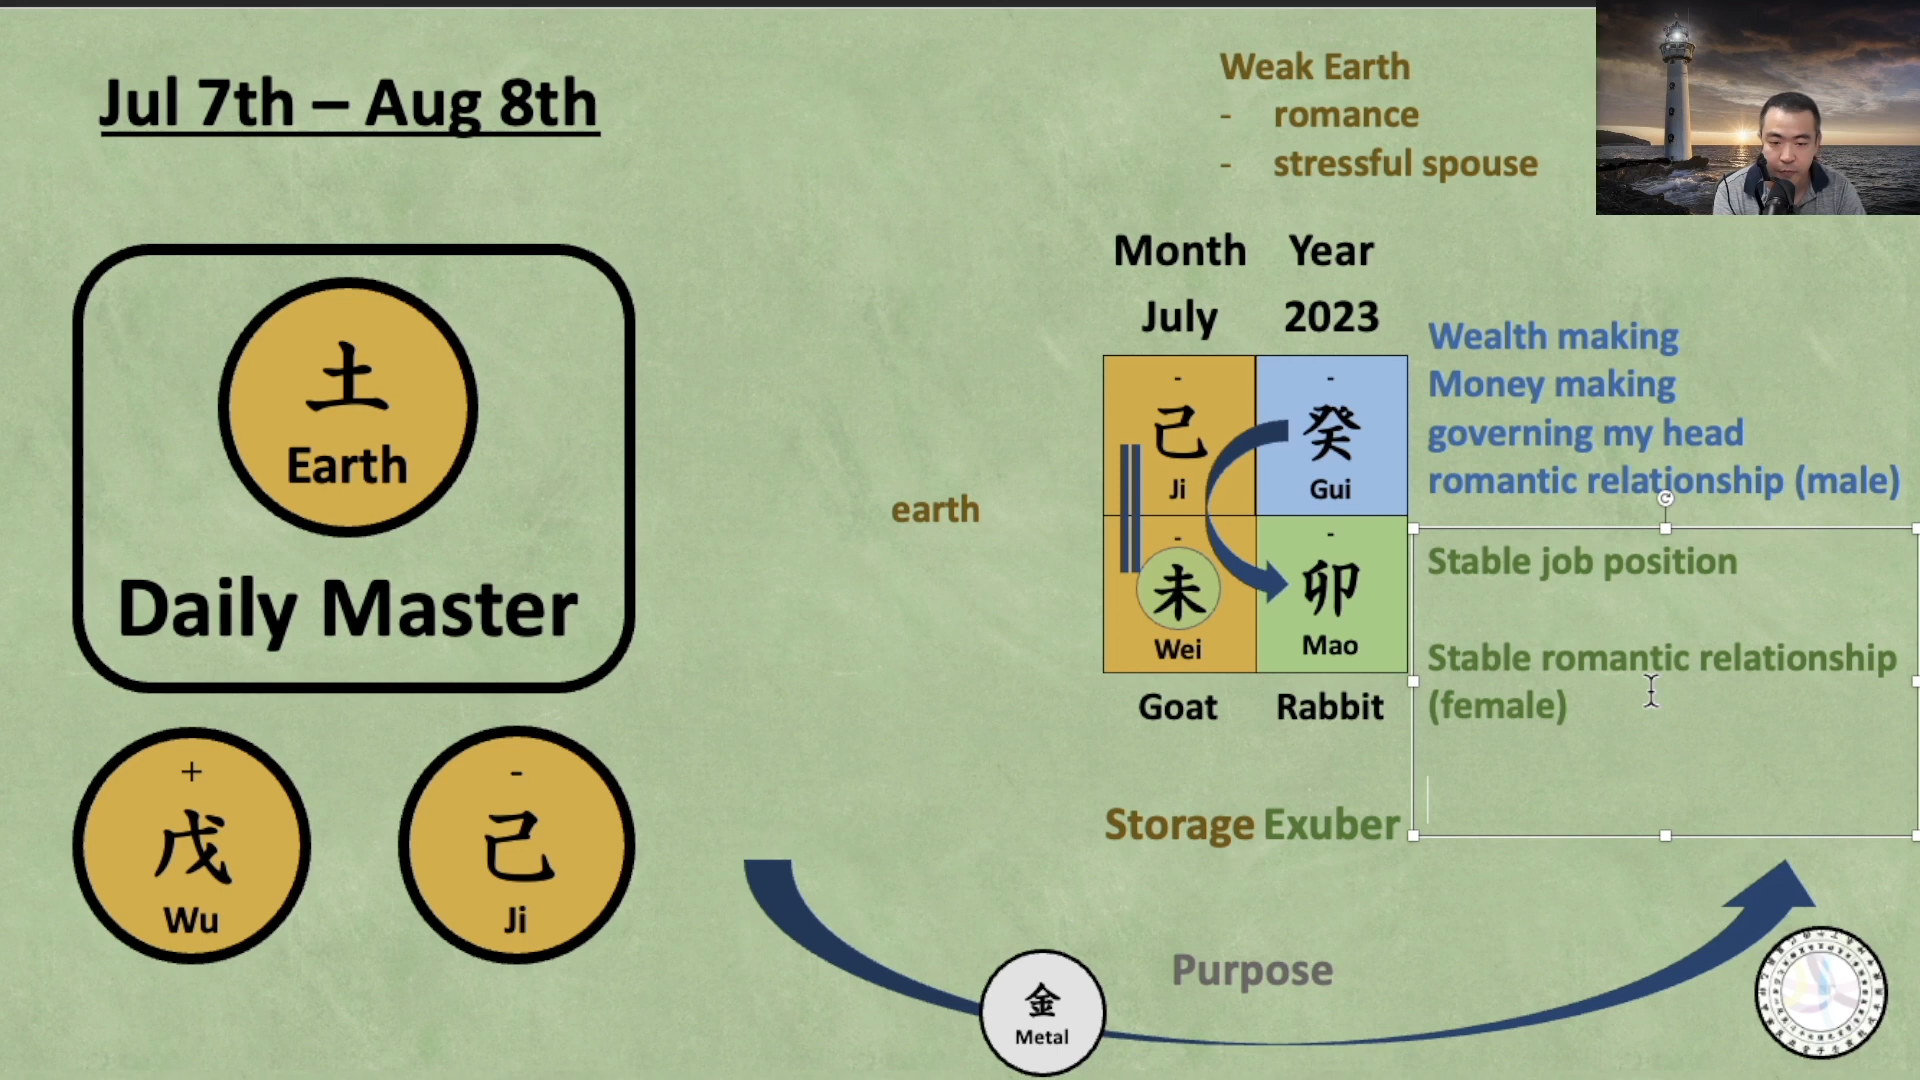 Jul 7th – Aug 8th
Weak Earth
- romance
- stressful spouse
土
Earth
Daily Master
+
戊
Wu
-
己
Ji
earth
Month Year
July 2023
- -
己 癸
Ji Gui
- -
未 卯
Wei Mao
Goat Rabbit
Storage Exuber
Wealth making
Money making
governing my head
romantic relationship (male)
Stable job position
Stable romantic relationship
(female)
金
Metal
Purpose